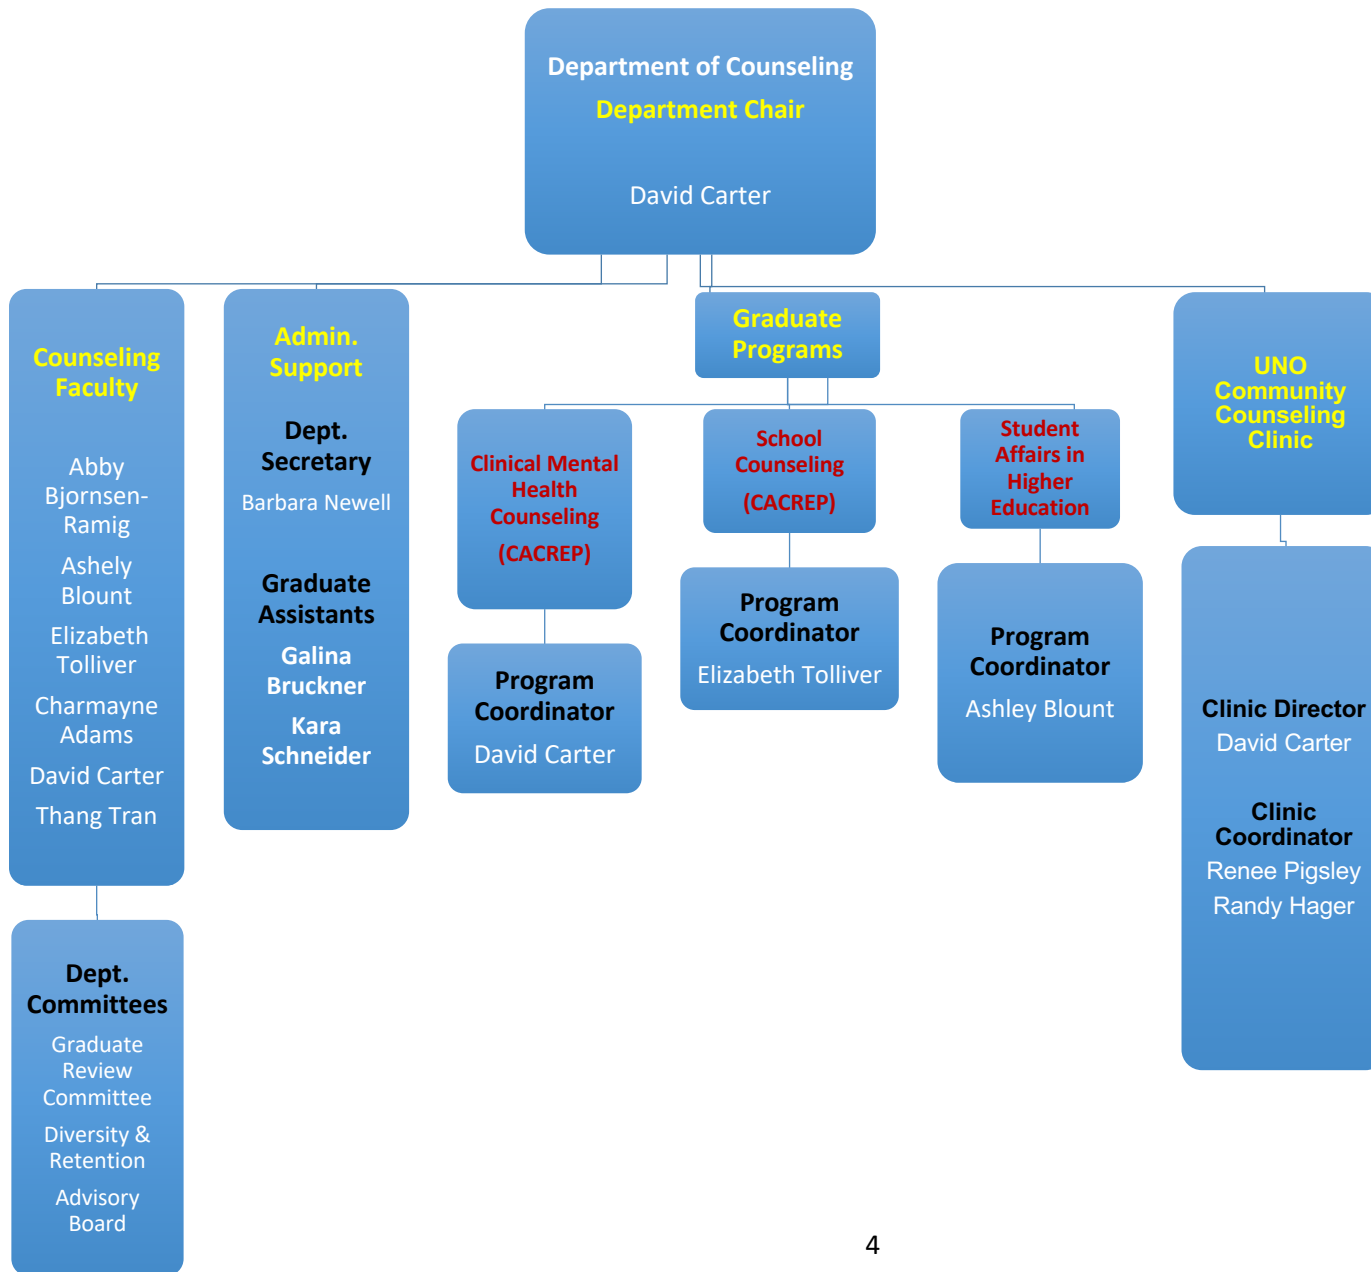 Department of Counseling
Department Chair
David Carter
Counseling
Faculty
Abby
Bjornsen-
Ramig
Ashely
Blount
Elizabeth
Tolliver
Charmayne
Adams
David Carter
Thang Tran
Dept.
Committees
Graduate
Review
Committee
Diversity &
Retention
Advisory
Board
Admin.
Support
Dept.
Secretary
Barbara Newell
Graduate
Assistants
Galina
Bruckner
Kara
Schneider
Graduate
Programs
Clinical Mental
Health
Counseling
(CACREP)
Program
Coordinator
David Carter
School
Counseling
(CACREP)
Program
Coordinator
Elizabeth Tolliver
Student
Affairs in
Higher
Education
Program
Coordinator
Ashley Blount
UNO
Community
Counseling
Clinic
Clinic Director
David Carter
Clinic
Coordinator
Renee Pigsley
Randy Hager
4